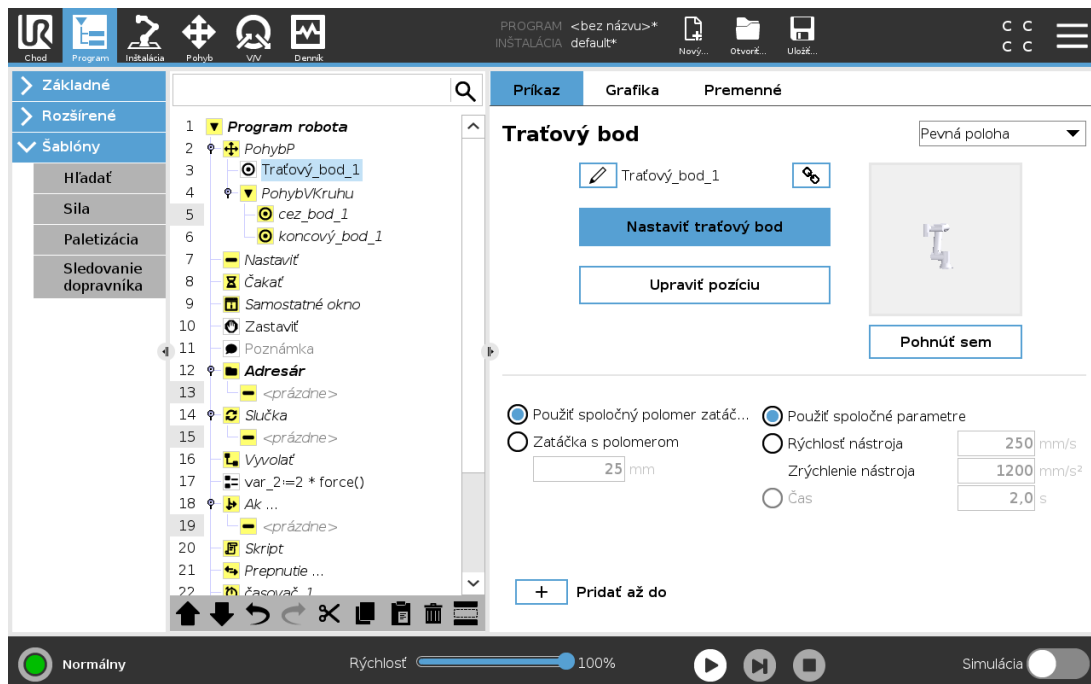 PROGRAM <bez názvu>*
INŠTALÁCIA default*
Chod
Program
Inštalácia
Pohyb
V/V
Denník
Nový...
Otvoriť...
Uložiť...
C C
C C
Základné
Rozšírené
Šablóny
Hľadať
Sila
Paletizácia
Sledovanie
dopravníka
1 Program robota
2 PohybP
3 Traťový_bod_1
4 PohybVKruhu
5 cez_bod_1
6 koncový_bod_1
7 Nastaviť
8 Čakať
9 Samostatné okno
10 Zastaviť
11 Poznámka
12 Adresár
13 <prázdne>
14 Slučka
15 <prázdne>
16 Vyvolať
17 var_2:=2 * force()
18 Ak ...
19 <prázdne>
20 Skript
21 Prepnutie ...
22 časovač_1
Príkaz
Grafika
Premenné
Traťový bod
Pevná poloha
Traťový_bod_1
Nastaviť traťový bod
Upraviť pozíciu
Pohnúť sem
Použiť spoločný polomer zatáč...
Zatáčka s polomerom
25 mm
Použiť spoločné parametre
Rýchlosť nástroja 250 mm/s
Zrýchlenie nástroja 1200 mm/s²
Čas 2,0 s
+ Pridať až do
Normálny
Rýchlosť 100%
Simulácia